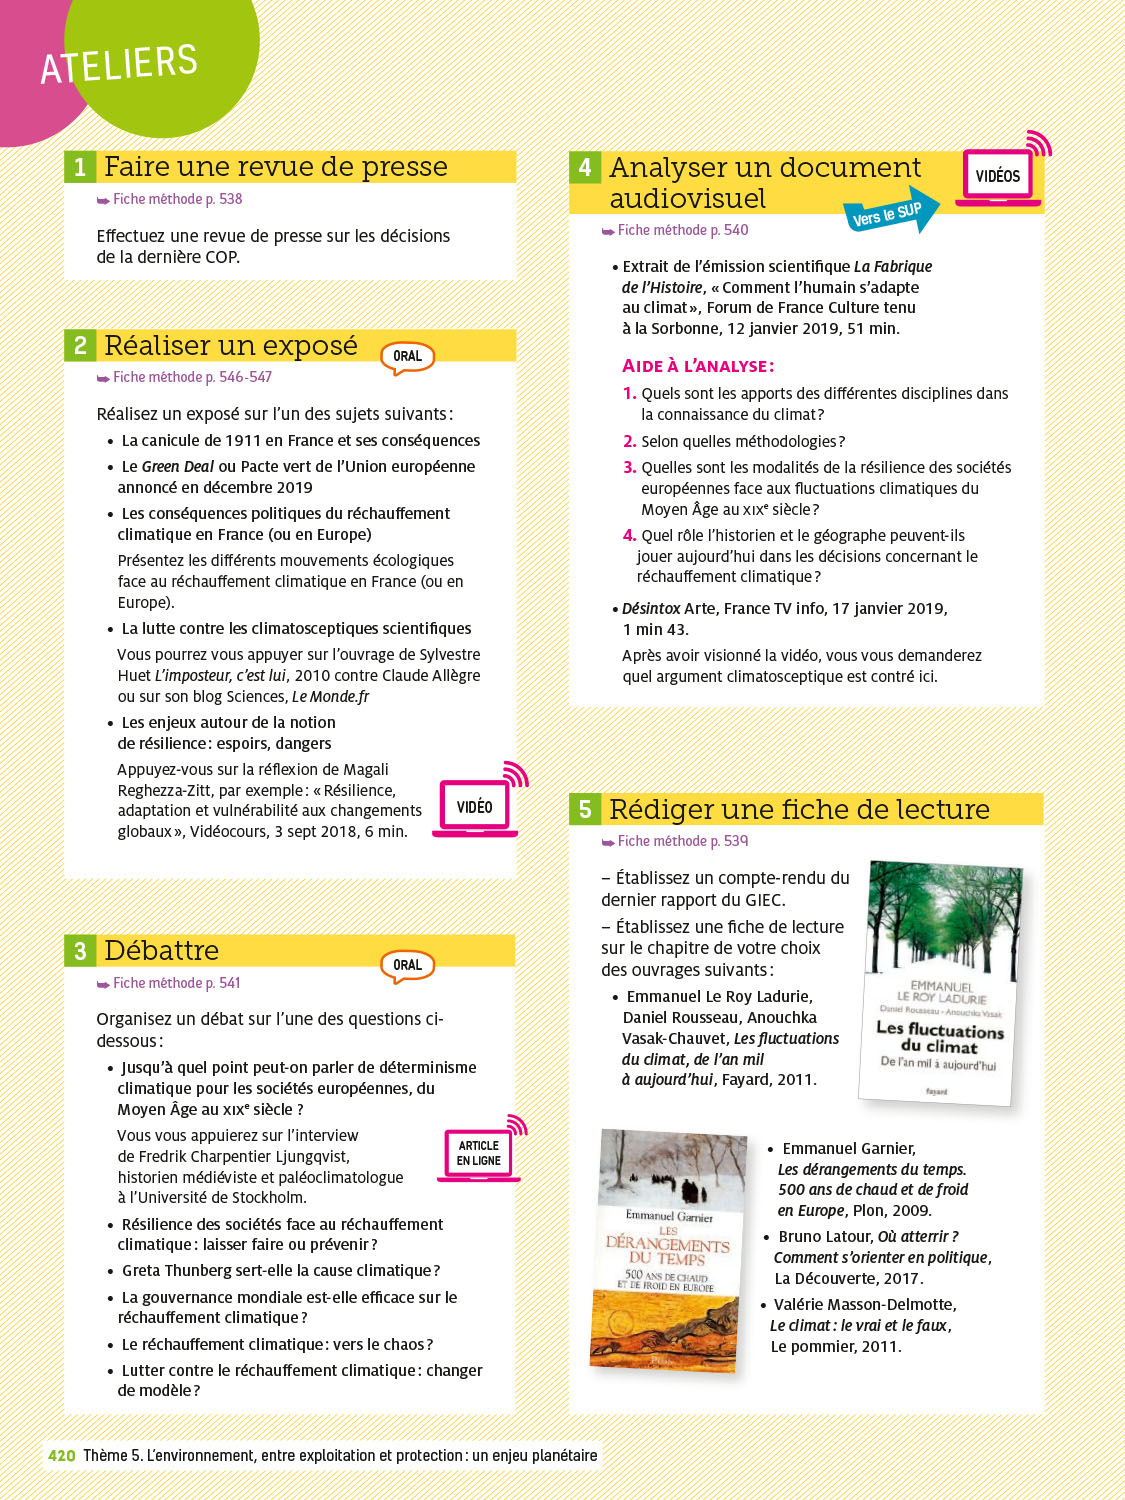 ATELIERS
1 Faire une revue de presse
Fiche méthode p. 538
Effectuez une revue de presse sur les décisions
de la dernière COP.
2 Réaliser un exposé
ORAL
Fiche méthode p. 546-547
Réalisez un exposé sur l'un des sujets suivants :
• La canicule de 1911 en France et ses conséquences
• Le Green Deal ou Pacte vert de l'Union européenne
annoncé en décembre 2019
• Les conséquences politiques du réchauffement
climatique en France (ou en Europe)
Présentez les différents mouvements écologiques
face au réchauffement climatique en France (ou en
Europe).
• La lutte contre les climatosceptiques scientifiques
Vous pourrez vous appuyer sur l'ouvrage de Sylvestre
Huet L'imposteur, c'est lui, 2010 contre Claude Allègre
ou sur son blog Sciences, Le Monde.fr
• Les enjeux autour de la notion
de résilience : espoirs, dangers
Appuyez-vous sur la réflexion de Magali
Reghezza-Zitt, par exemple : « Résilience,
adaptation et vulnérabilité aux changements
globaux », Vidéocours, 3 sept 2018, 6 min.
VIDÉO
3 Débattre
ORAL
Fiche méthode p. 541
Organisez un débat sur l'une des questions ci-
dessous :
• Jusqu'à quel point peut-on parler de déterminisme
climatique pour les sociétés européennes, du
Moyen Âge au XIXe siècle ?
Vous vous appuierez sur l'interview
de Fredrik Charpentier Ljungqvist,
historien médiéviste et paléoclimatologue
à l'Université de Stockholm.
ARTICLE
EN LIGNE
• Résilience des sociétés face au réchauffement
climatique : laisser faire ou prévenir ?
• Greta Thunberg sert-elle la cause climatique ?
• La gouvernance mondiale est-elle efficace sur le
réchauffement climatique ?
• Le réchauffement climatique : vers le chaos ?
• Lutter contre le réchauffement climatique : changer
de modèle ?
4 Analyser un document
audiovisuel
Vers le SUP
VIDÉOS
Fiche méthode p. 540
• Extrait de l'émission scientifique La Fabrique
de l'Histoire, « Comment l'humain s'adapte
au climat », Forum de France Culture tenu
à la Sorbonne, 12 janvier 2019, 51 min.
AIDE À L'ANALYSE :
1. Quels sont les apports des différentes disciplines dans
la connaissance du climat ?
2. Selon quelles méthodologies ?
3. Quelles sont les modalités de la résilience des sociétés
européennes face aux fluctuations climatiques du
Moyen Âge au XIXe siècle ?
4. Quel rôle l'historien et le géographe peuvent-ils
jouer aujourd'hui dans les décisions concernant le
réchauffement climatique ?
• Désintox Arte, France TV info, 17 janvier 2019,
1 min 43.
Après avoir visionné la vidéo, vous vous demanderez
quel argument climatosceptique est contré ici.
5 Rédiger une fiche de lecture
Fiche méthode p. 539
– Établissez un compte-rendu du
dernier rapport du GIEC.
– Établissez une fiche de lecture
sur le chapitre de votre choix
des ouvrages suivants :
• Emmanuel Le Roy Ladurie,
Daniel Rousseau, Anouchka
Vasak-Chauvet, Les fluctuations
du climat, de l'an mil
à aujourd'hui, Fayard, 2011.
EMMANUEL
LE ROY LADURIE
Daniel Rousseau - Anouchka Vasak
Les fluctuations
du climat
De l'an mil à aujourd'hui
fayard
Emmanuel Garnier
LES
DÉRANGEMENTS
DU TEMPS
500 ANS DE CHAUD
ET DE FROID EN EUROPE
• Emmanuel Garnier,
Les dérangements du temps.
500 ans de chaud et de froid
en Europe, Plon, 2009.
• Bruno Latour, Où atterrir ?
Comment s'orienter en politique,
La Découverte, 2017.
• Valérie Masson-Delmotte,
Le climat : le vrai et le faux,
Le pommier, 2011.
420 Thème 5. L'environnement, entre exploitation et protection : un enjeu planétaire